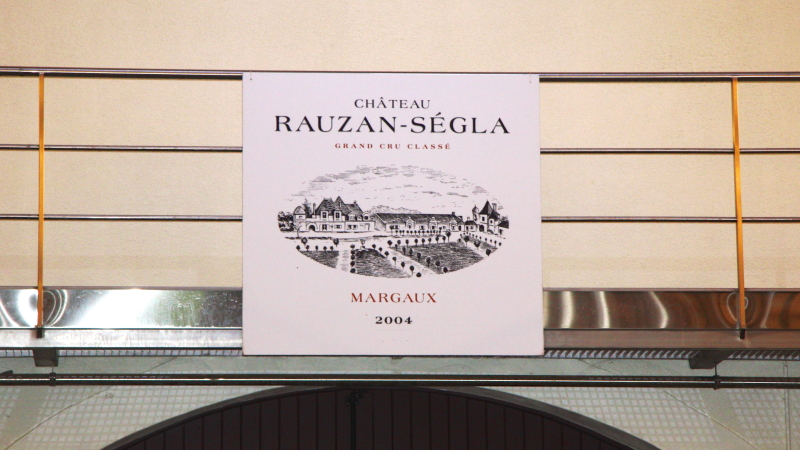 CHÂTEAU
RAUZAN-SÉGLA
GRAND CRU CLASSÉ
MARGAUX
2004